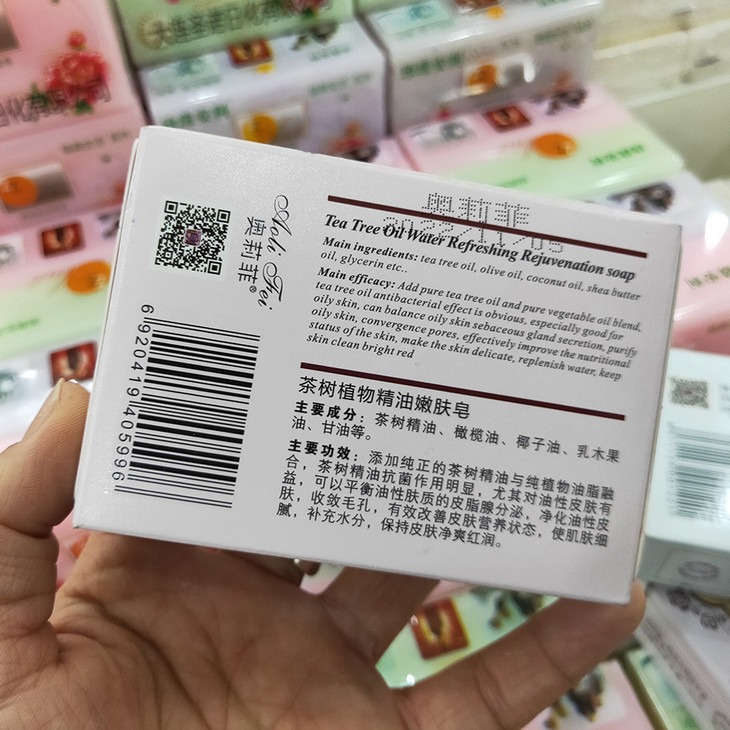 Aoli Fei
奥莉菲®
6920419405996
奥莉菲
Tea Tree Oil Water Refreshing Rejuvenation soap
Main ingredients: tea tree oil, olive oil, coconut oil, shea butter
oil, glycerin etc..
Main efficacy: Add pure tea tree oil and pure vegetable oil blend,
tea tree oil antibacterial effect is obvious, especially good for
oily skin, can balance oily skin sebaceous gland secretion, purify
oily skin, convergence pores, effectively improve the nutritional
status of the skin, make the skin delicate, replenish water, keep
skin clean bright red
茶树植物精油嫩肤皂
主要成分：茶树精油、橄榄油、椰子油、乳木果
油、甘油等。
主要功效：添加纯正的茶树精油与纯植物油脂融
合，茶树精油抗菌作用明显，尤其对油性皮肤有
益，可以平衡油性肤质的皮脂腺分泌，净化油性皮
肤，收敛毛孔，有效改善皮肤营养状态，使肌肤细
腻，补充水分，保持皮肤净爽红润。